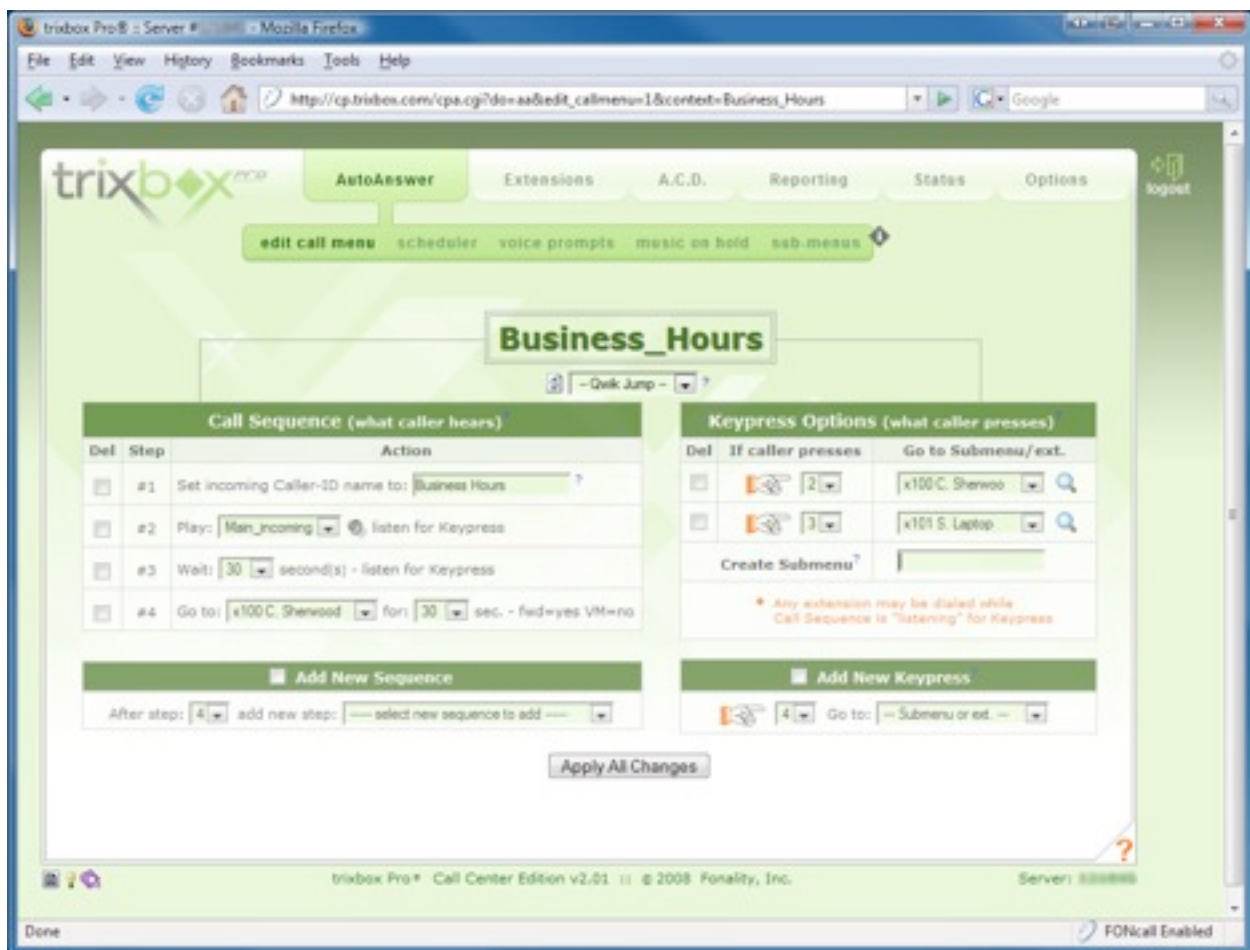 trixbox Pro® :: Server # - Mozilla Firefox
File Edit View History Bookmarks Tools Help
http://cp.trixbox.com/cpa.cgi?do=aa&edit_callmenu=1&context=Business_Hours
Google
trixbox pro
AutoAnswer Extensions A.C.D. Reporting Status Options
logout
edit call menu scheduler voice prompts music on hold sub-menus
Business_Hours
-- Qwik Jump -- ?
Call Sequence (what caller hears)?
Del Step Action
#1 Set incoming Caller-ID name to: Business Hours ?
#2 Play: Main_incoming , listen for Keypress
#3 Wait: 30 second(s) - listen for Keypress
#4 Go to: x100 C. Sherwood for: 30 sec. - fwd=yes VM=no
Add New Sequence
After step: 4 add new step: ---- select new sequence to add ----
Keypress Options (what caller presses)?
Del If caller presses Go to Submenu/ext.
2 x100 C. Sherwoo
3 x101 S. Laptop
Create Submenu?
* Any extension may be dialed while
Call Sequence is "listening" for Keypress
Add New Keypress?
4 Go to: -- Submenu or ext. --
Apply All Changes
?
trixbox Pro® Call Center Edition v2.01 :: © 2008 Fonality, Inc.
Server:
Done
FONcall Enabled